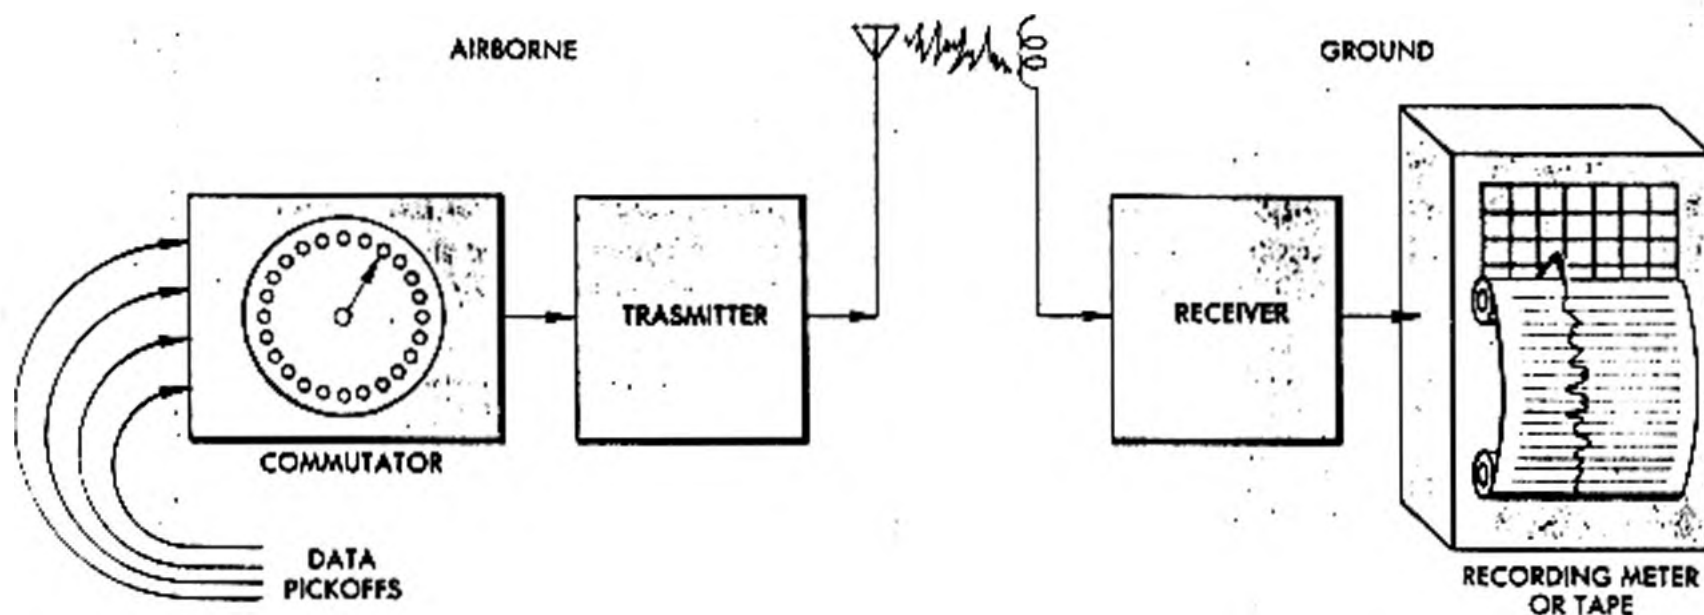 AIRBORNE
GROUND
TRASMITTER
RECEIVER
COMMUTATOR
DATA
PICKOFFS
RECORDING METER
OR TAPE